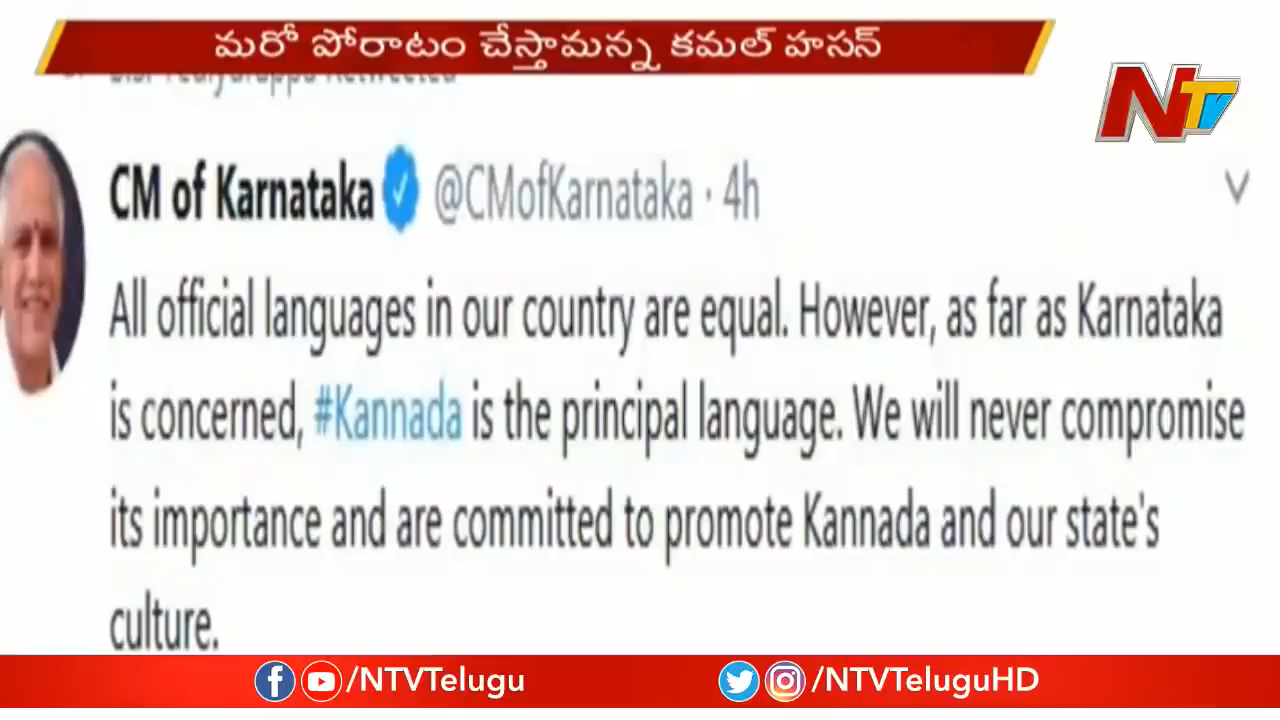 మరో పోరాటం చేస్తామన్న కమల్ హసన్
NTV
CM of Karnataka @CMofKarnataka · 4h
All official languages in our country are equal. However, as far as Karnataka
is concerned, #Kannada is the principal language. We will never compromise
its importance and are committed to promote Kannada and our state's
culture.
/NTVTelugu /NTVTeluguHD